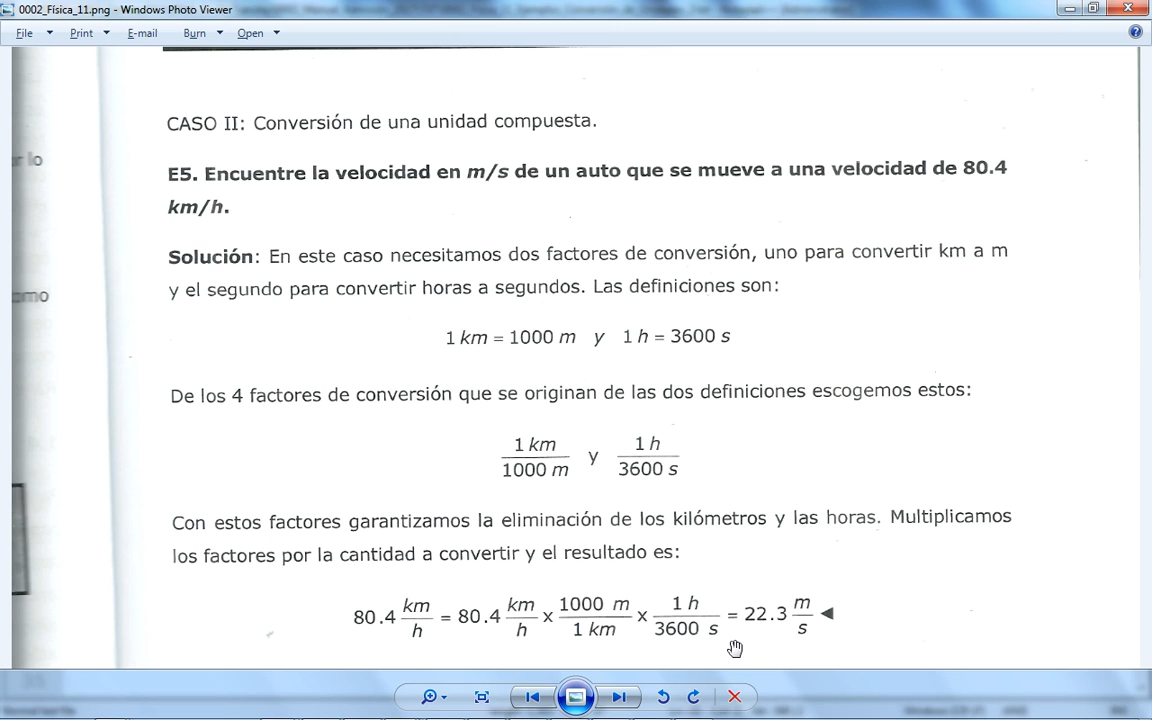 0002_Física_11.png - Windows Photo Viewer
File Print E-mail Burn Open
CASO II: Conversión de una unidad compuesta.
r lo
E5. Encuentre la velocidad en m/s de un auto que se mueve a una velocidad de 80.4
km/h.
Solución: En este caso necesitamos dos factores de conversión, uno para convertir km a m
y el segundo para convertir horas a segundos. Las definiciones son:
omo
1 km = 1000 m y 1 h = 3600 s
De los 4 factores de conversión que se originan de las dos definiciones escogemos estos:
1 km / 1000 m y 1 h / 3600 s
Con estos factores garantizamos la eliminación de los kilómetros y las horas. Multiplicamos
los factores por la cantidad a convertir y el resultado es:
80.4 km/h = 80.4 km/h x 1000 m / 1 km x 1 h / 3600 s = 22.3 m/s ◄